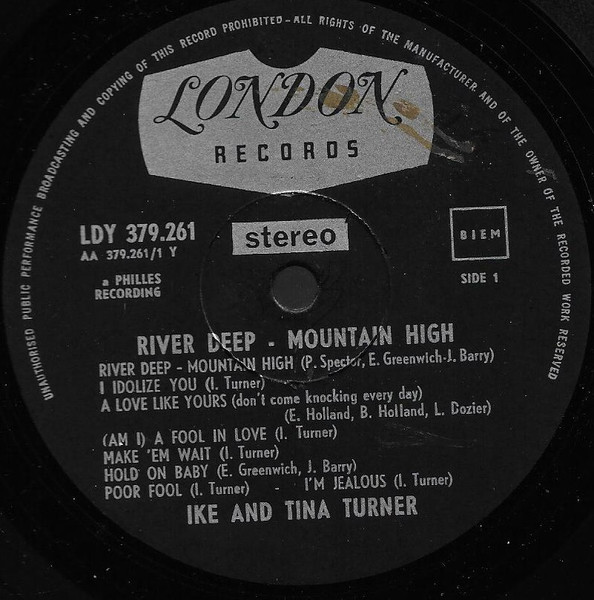 UNAUTHORISED PUBLIC PERFORMANCE BROADCASTING AND COPYING OF THIS RECORD PROHIBITED-ALL RIGHTS OF THE MANUFACTURER AND OF THE OWNER OF THE RECORDED WORK RESERVED
LONDON
RECORDS
LDY 379.261
AA 379.261/1 Y
a PHILLES
RECORDING
stereo
BIEM
SIDE 1
RIVER DEEP - MOUNTAIN HIGH
RIVER DEEP - MOUNTAIN HIGH (P. Spector, E. Greenwich-J. Barry)
I IDOLIZE YOU (I. Turner)
A LOVE LIKE YOURS (don't come knocking every day)
(E. Holland, B. Holland, L. Dozier)
(AM I) A FOOL IN LOVE (I. Turner)
MAKE 'EM WAIT (I. Turner)
HOLD ON BABY (E. Greenwich, J. Barry)
POOR FOOL (I. Turner) - I'M JEALOUS (I. Turner)
IKE AND TINA TURNER